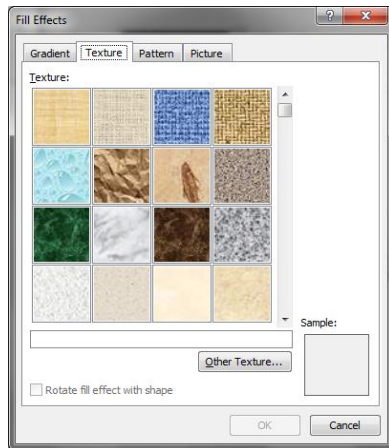 Fill Effects
Gradient Texture Pattern Picture
Texture:
Sample:
Other Texture...
Rotate fill effect with shape
OK Cancel